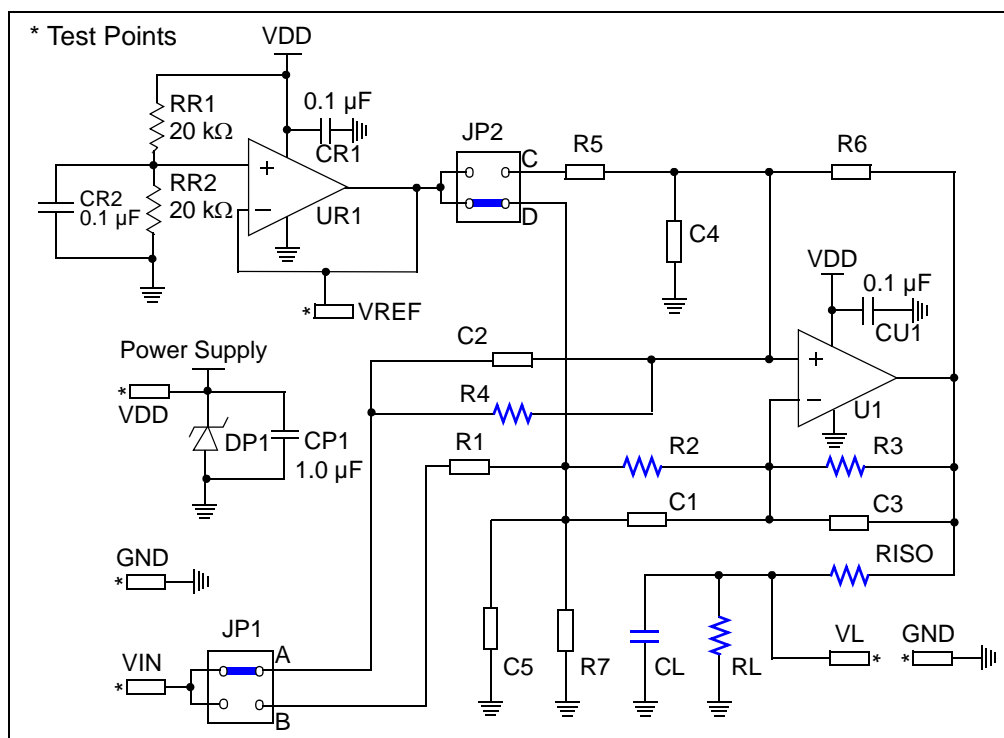 * Test Points
VDD
RR1
20 kΩ
0.1 µF
CR1
JP2
C
D
R5
R6
CR2
0.1 µF
RR2
20 kΩ
+
−
UR1
C4
* VREF
VDD
0.1 µF
CU1
C2
+
−
U1
Power Supply
*
VDD
DP1
CP1
1.0 µF
R4
R1
R2
R3
C1
C3
GND
*
RISO
JP1
A
B
VIN
*
C5
R7
CL
RL
VL
*
GND
*